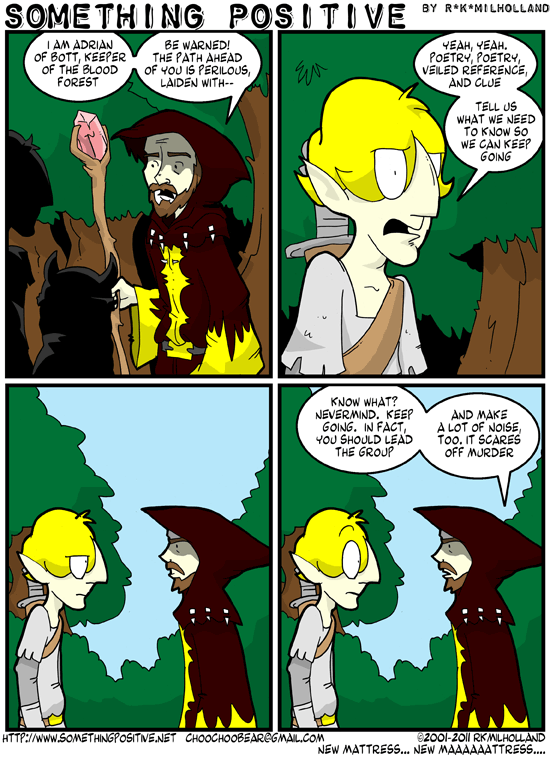 SOMETHING POSITIVE BY R*K*MILHOLLAND
I AM ADRIAN
OF BOTT, KEEPER
OF THE BLOOD
FOREST
BE WARNED!
THE PATH AHEAD
OF YOU IS PERILOUS,
LAIDEN WITH--
YEAH, YEAH.
POETRY, POETRY,
VEILED REFERENCE,
AND CLUE
TELL US
WHAT WE NEED
TO KNOW SO
WE CAN KEEP
GOING
KNOW WHAT?
NEVERMIND. KEEP
GOING. IN FACT,
YOU SHOULD LEAD
THE GROUP
AND MAKE
A LOT OF NOISE,
TOO. IT SCARES
OFF MURDER
HTTP://WWW.SOMETHINGPOSITIVE.NET CHOOCHOOBEAR@GMAIL.COM ©2001-2011 RKMILHOLLAND
NEW MATTRESS... NEW MAAAAAATTRESS....